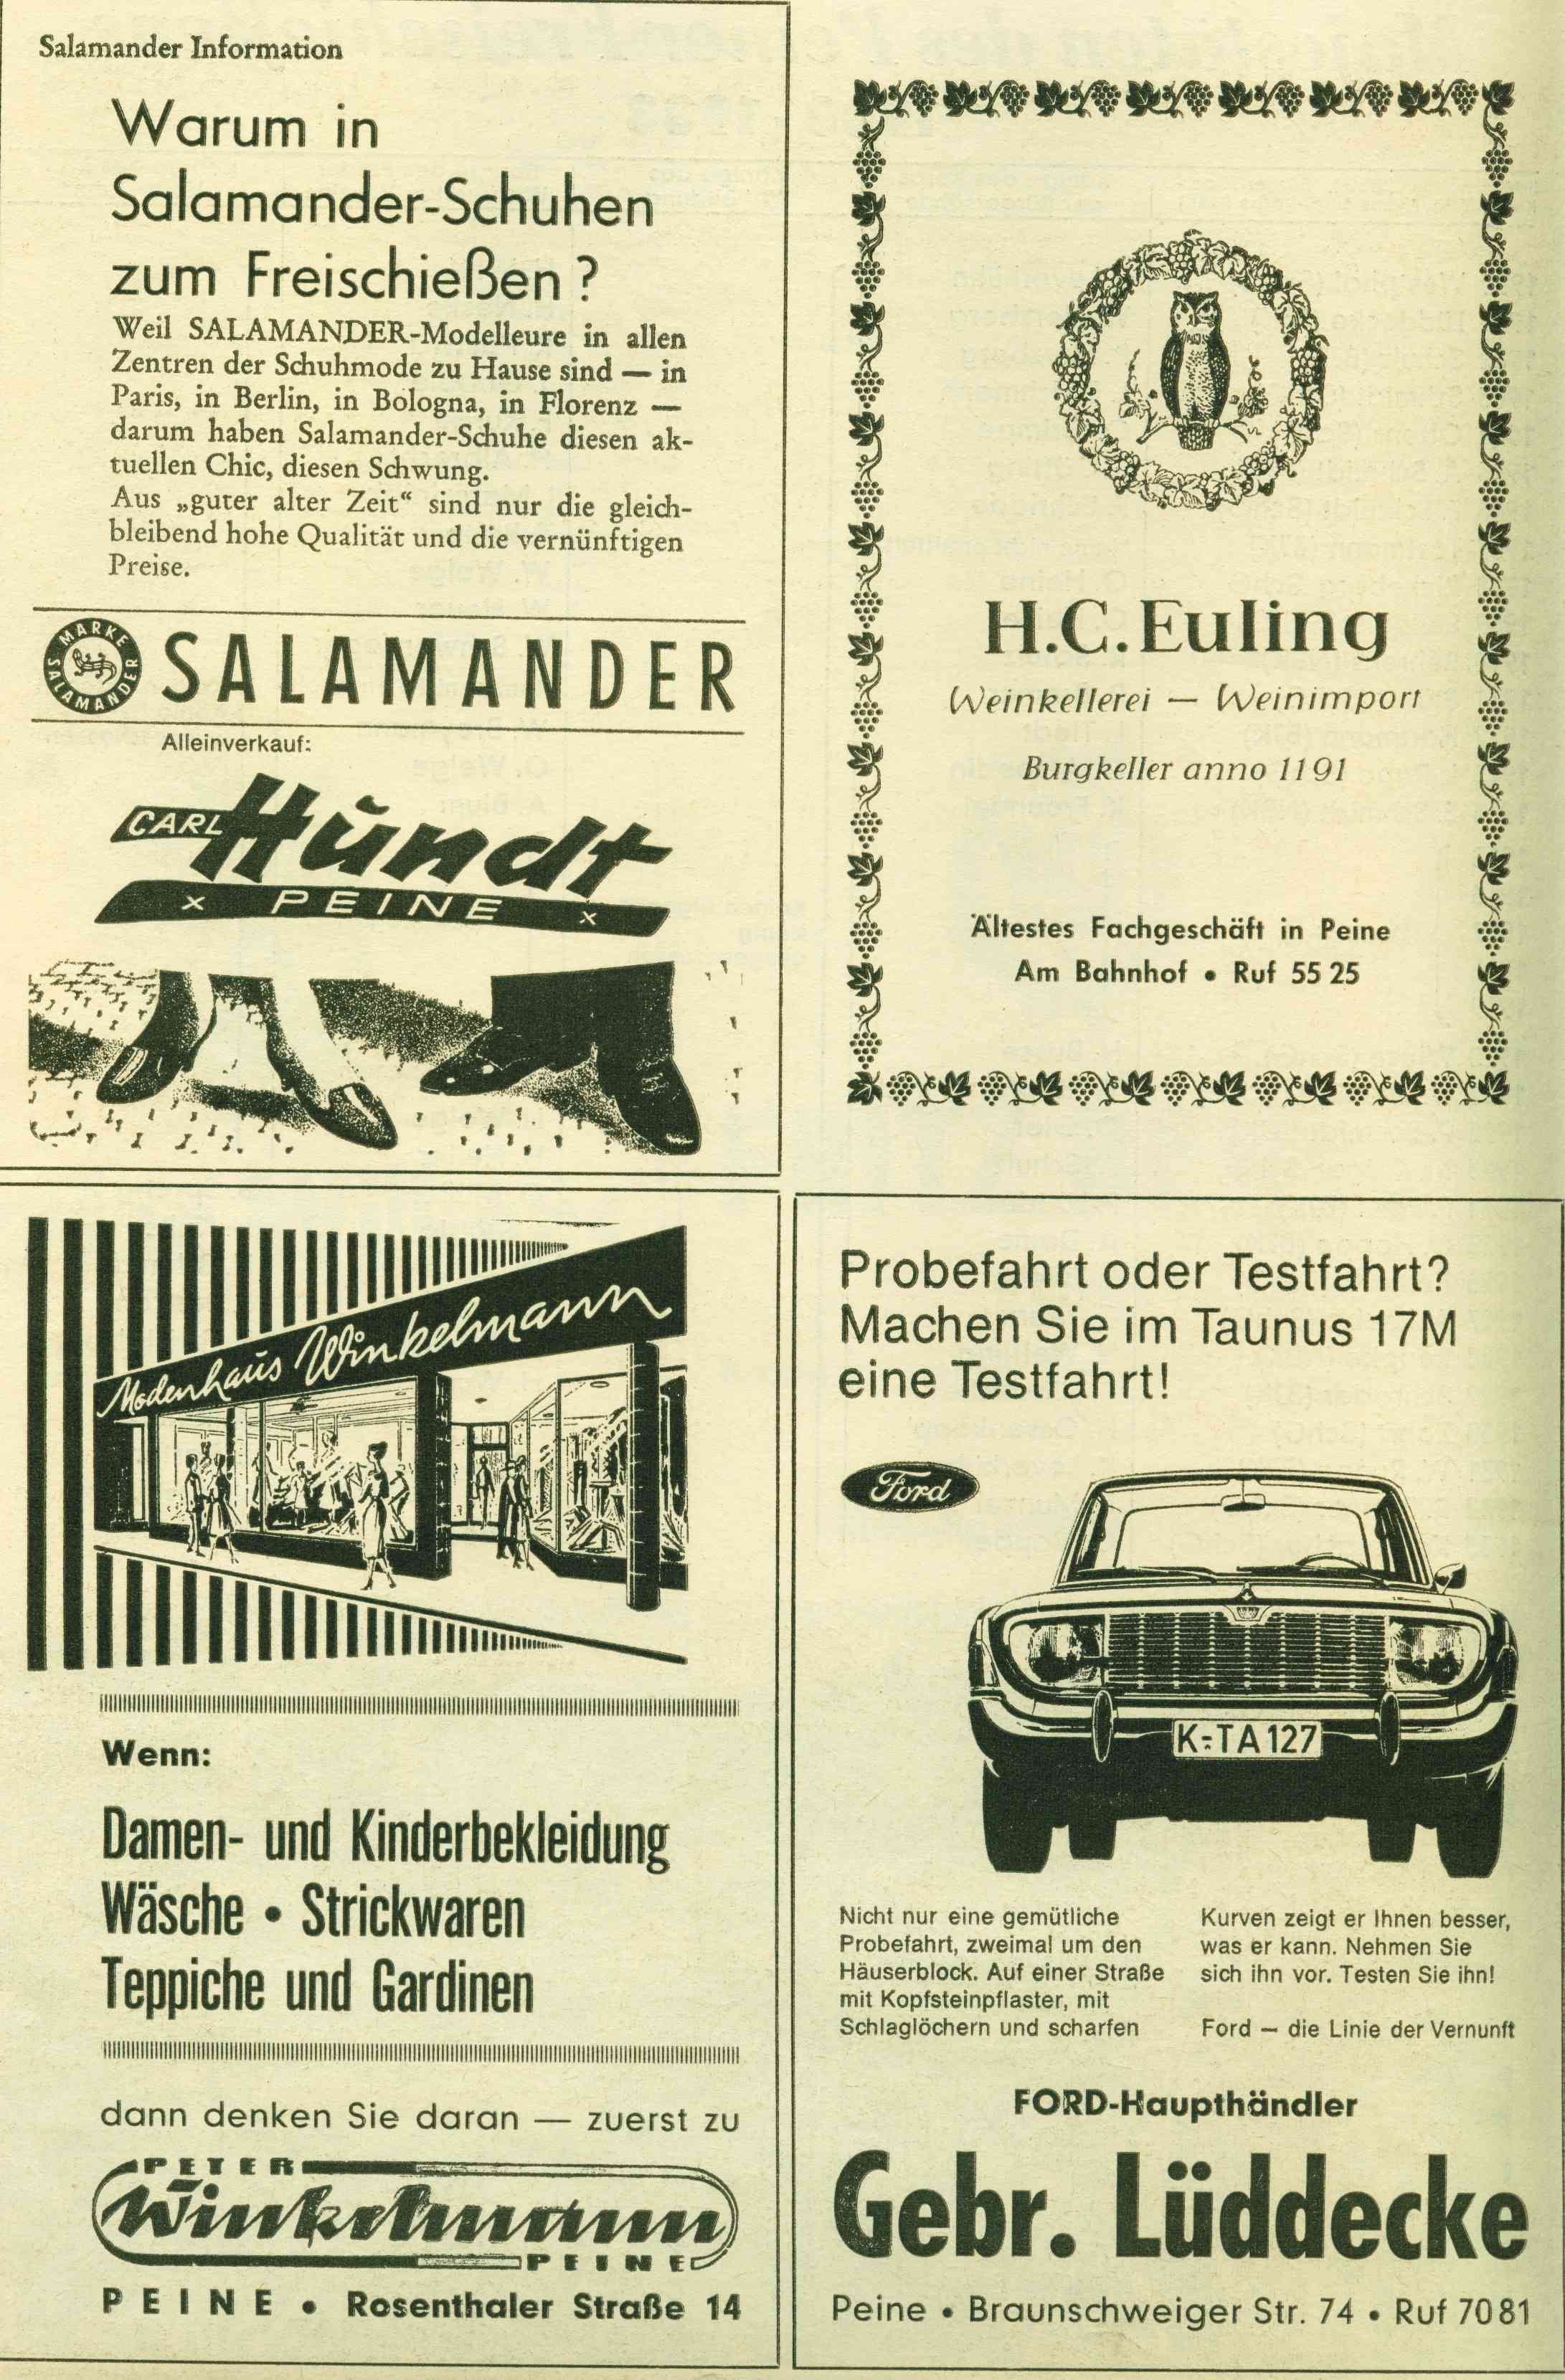 Salamander Information
Warum in
Salamander-Schuhen
zum Freischießen ?
Weil SALAMANDER-Modelleure in allen
Zentren der Schuhmode zu Hause sind — in
Paris, in Berlin, in Bologna, in Florenz —
darum haben Salamander-Schuhe diesen ak-
tuellen Chic, diesen Schwung.
Aus „guter alter Zeit“ sind nur die gleich-
bleibend hohe Qualität und die vernünftigen
Preise.
MARKE SALAMANDER
SALAMANDER
Alleinverkauf:
CARL Hundt
x PEINE x
H.C. Euling
Weinkellerei — Weinimport
Burgkeller anno 1191
Ältestes Fachgeschäft in Peine
Am Bahnhof • Ruf 55 25
Modenhaus Winkelmann
Wenn:
Damen- und Kinderbekleidung
Wäsche • Strickwaren
Teppiche und Gardinen
dann denken Sie daran — zuerst zu
PETER
Winkelmann
PEINE
PEINE • Rosenthaler Straße 14
Probefahrt oder Testfahrt?
Machen Sie im Taunus 17M
eine Testfahrt!
Ford
K-TA 127
Nicht nur eine gemütliche
Probefahrt, zweimal um den
Häuserblock. Auf einer Straße
mit Kopfsteinpflaster, mit
Schlaglöchern und scharfen
Kurven zeigt er Ihnen besser,
was er kann. Nehmen Sie
sich ihn vor. Testen Sie ihn!
Ford – die Linie der Vernunft
FORD-Haupthändler
Gebr. Lüddecke
Peine • Braunschweiger Str. 74 • Ruf 70 81